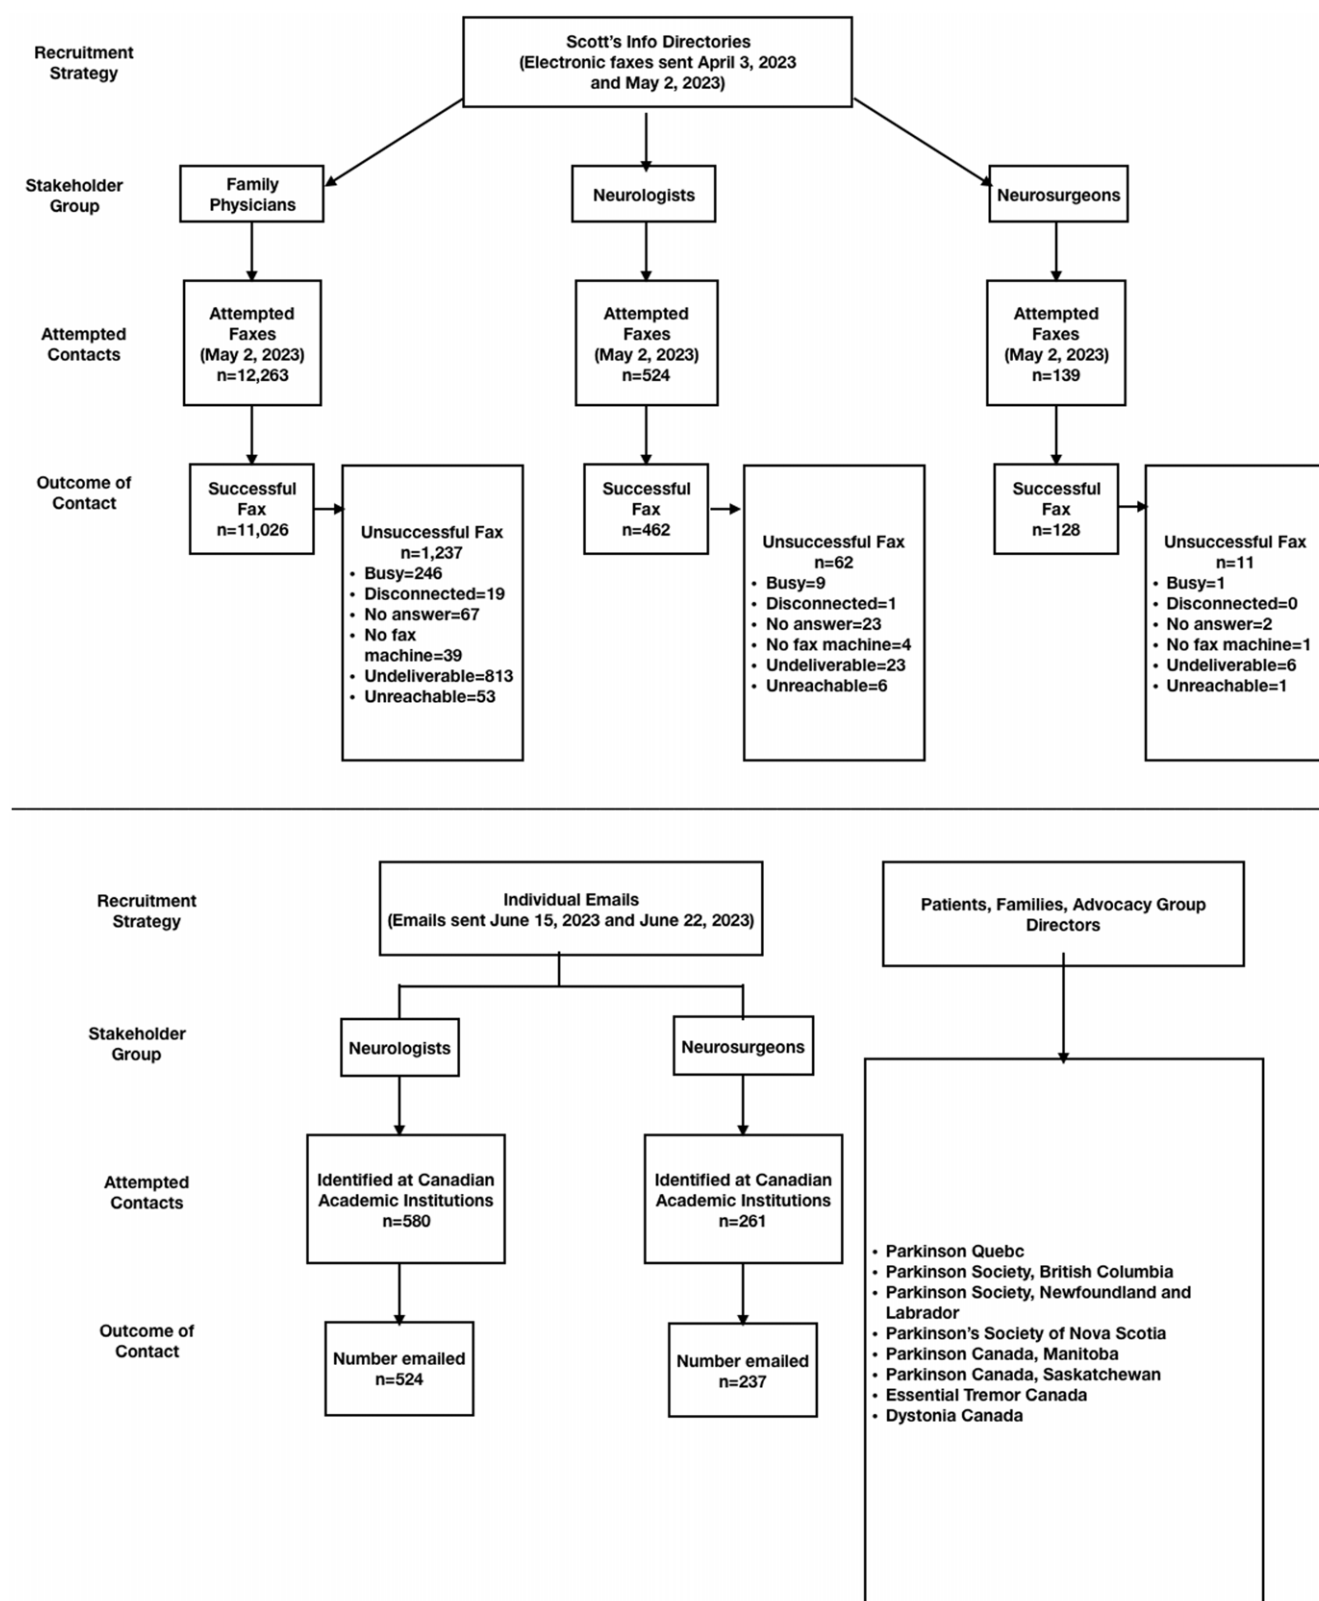 Recruitment
Strategy
Scott's Info Directories
(Electronic faxes sent April 3, 2023
and May 2, 2023)
Stakeholder
Group
Family
Physicians
Neurologists
Neurosurgeons
Attempted
Contacts
Attempted
Faxes
(May 2, 2023)
n=12,263
Attempted
Faxes
(May 2, 2023)
n=524
Attempted
Faxes
(May 2, 2023)
n=139
Outcome of
Contact
Successful
Fax
n=11,026
Unsuccessful Fax
n=1,237
• Busy=246
• Disconnected=19
• No answer=67
• No fax
machine=39
• Undeliverable=813
• Unreachable=53
Successful
Fax
n=462
Unsuccessful Fax
n=62
• Busy=9
• Disconnected=1
• No answer=23
• No fax machine=4
• Undeliverable=23
• Unreachable=6
Successful
Fax
n=128
Unsuccessful Fax
n=11
• Busy=1
• Disconnected=0
• No answer=2
• No fax machine=1
• Undeliverable=6
• Unreachable=1
Recruitment
Strategy
Individual Emails
(Emails sent June 15, 2023 and June 22, 2023)
Patients, Families, Advocacy Group
Directors
Stakeholder
Group
Neurologists
Neurosurgeons
Attempted
Contacts
Identified at Canadian
Academic Institutions
n=580
Identified at Canadian
Academic Institutions
n=261
Outcome of
Contact
Number emailed
n=524
Number emailed
n=237
• Parkinson Quebc
• Parkinson Society, British Columbia
• Parkinson Society, Newfoundland and
Labrador
• Parkinson's Society of Nova Scotia
• Parkinson Canada, Manitoba
• Parkinson Canada, Saskatchewan
• Essential Tremor Canada
• Dystonia Canada